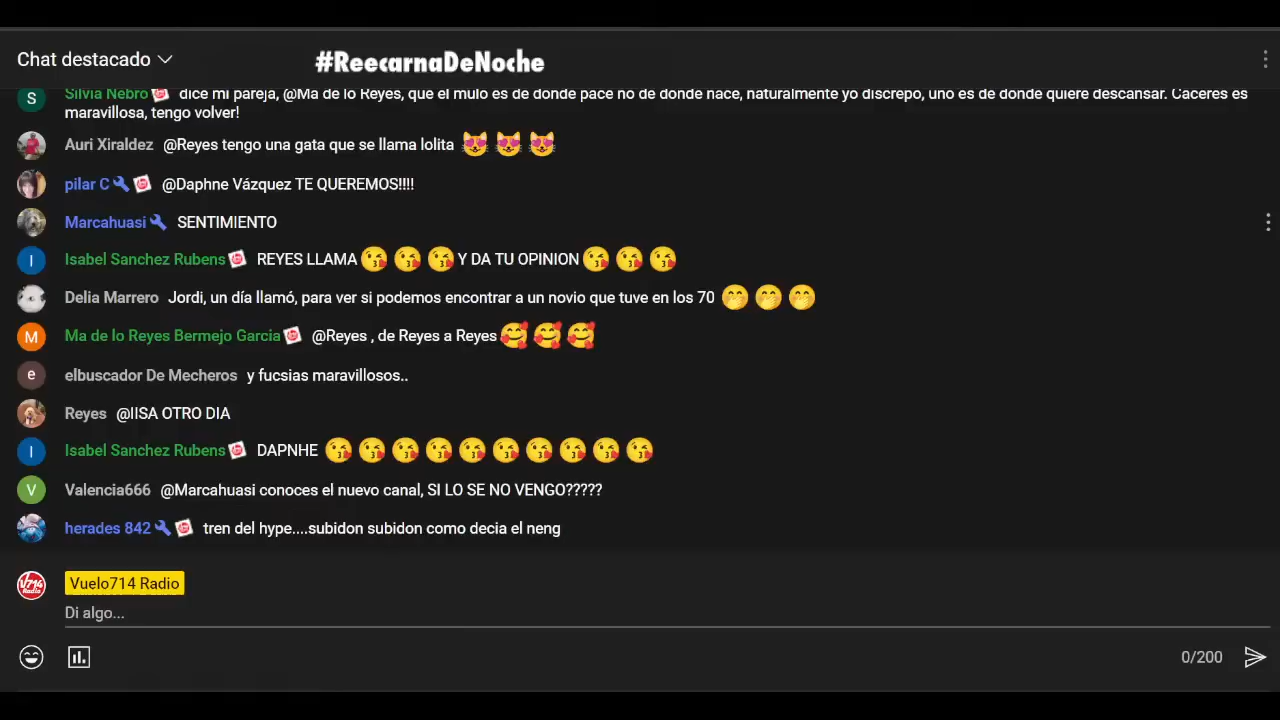 Chat destacado
#ReecarnaDeNoche
S Silvia Nebro dice mi pareja, @Ma de lo Reyes, que el mulo es de donde pace no de donde nace, naturalmente yo discrepo, uno es de donde quiere descansar. Caceres es
maravillosa, tengo volver!
Auri Xiraldez @Reyes tengo una gata que se llama lolita 😻 😻 😻
pilar C @Daphne Vázquez TE QUEREMOS!!!!
Marcahuasi SENTIMIENTO
I Isabel Sanchez Rubens REYES LLAMA 😘 😘 😘 Y DA TU OPINION 😘 😘 😘
Delia Marrero Jordi, un día llamó, para ver si podemos encontrar a un novio que tuve en los 70 🤭 🤭 🤭
M Ma de lo Reyes Bermejo Garcia @Reyes , de Reyes a Reyes 🥰 🥰 🥰
e elbuscador De Mecheros y fucsias maravillosos..
Reyes @IISA OTRO DIA
I Isabel Sanchez Rubens DAPNHE 😘 😘 😘 😘 😘 😘 😘 😘 😘 😘
V Valencia666 @Marcahuasi conoces el nuevo canal, SI LO SE NO VENGO?????
herades 842 tren del hype....subidon subidon como decia el neng
V714 Radio Vuelo714 Radio
Di algo...
0/200